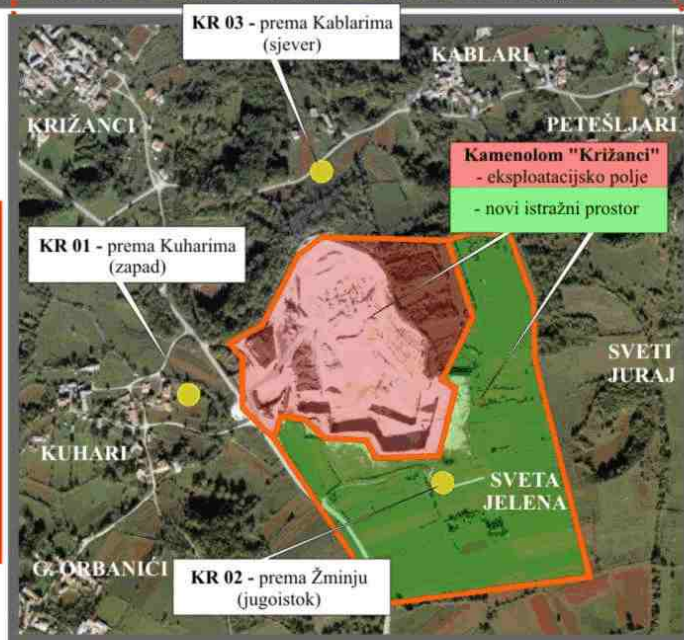 KR 03 - prema Kablarima
(sjever)
KABLARI
KRIŽANCI
PETEŠLJARI
Kamenolom "Križanci"
- eksploatacijsko polje
- novi istražni prostor
KR 01 - prema Kuharima
(zapad)
SVETI
JURAJ
KUHARI
SVETA
JELENA
G. ORBANIĆI
KR 02 - prema Žminju
(jugoistok)